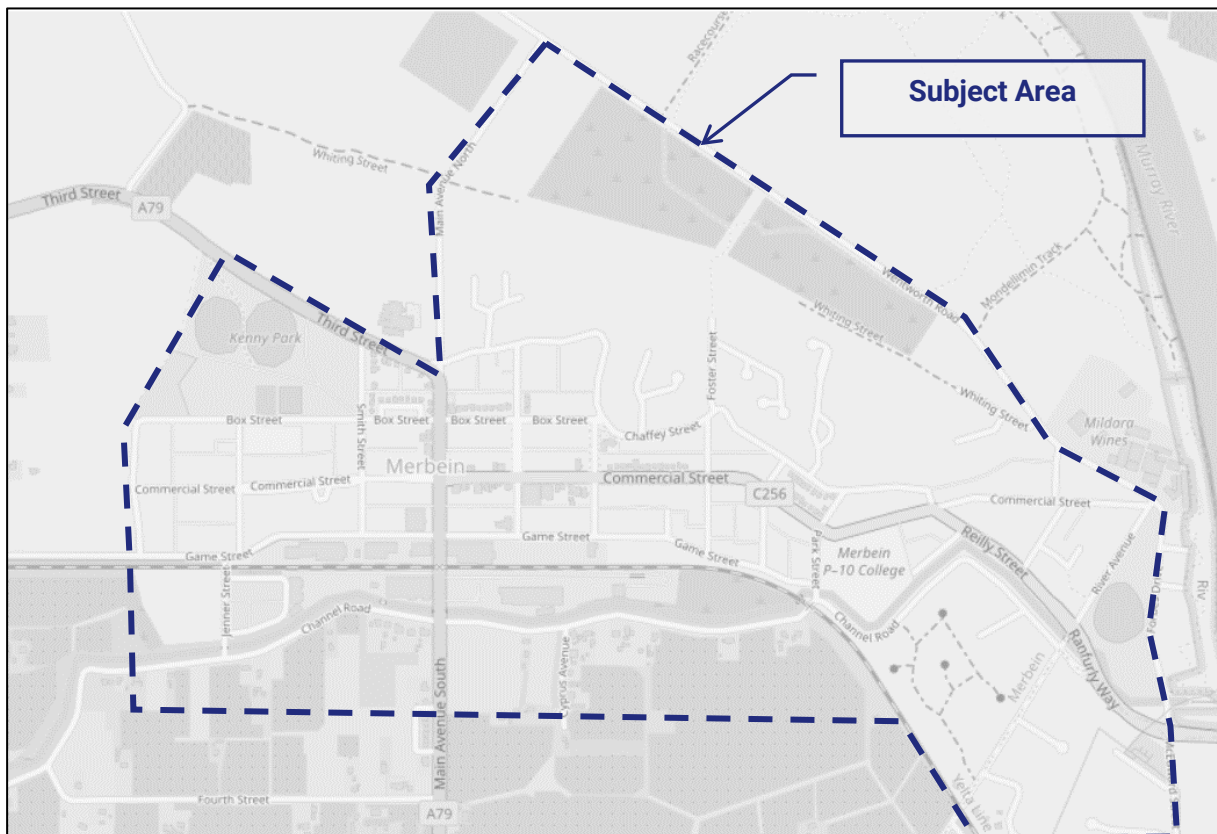 Racecourse
Subject Area
Whiting Street
Third Street
A79
Main Avenue North
Murray River
Mondellimin Track
Wentworth Road
Kenny Park
Third Street
Whiting Street
Foster Street
Whiting Street
Smith Street
Box Street
Box Street
Box Street
Box Street
Chaffey Street
Mildara
Wines
Merbein
Commercial Street
Commercial Street
Commercial Street
C256
Commercial Street
Game Street
Game Street
Game Street
Park Street
Merbein
P-10 College
Reilly Street
River Avenue
Riv
Jenner Street
Channel Road
Channel Road
Ranfurly Way
Merbein
Cyprus Avenue
Main Avenue South
Yelta Line
Fourth Street
A79